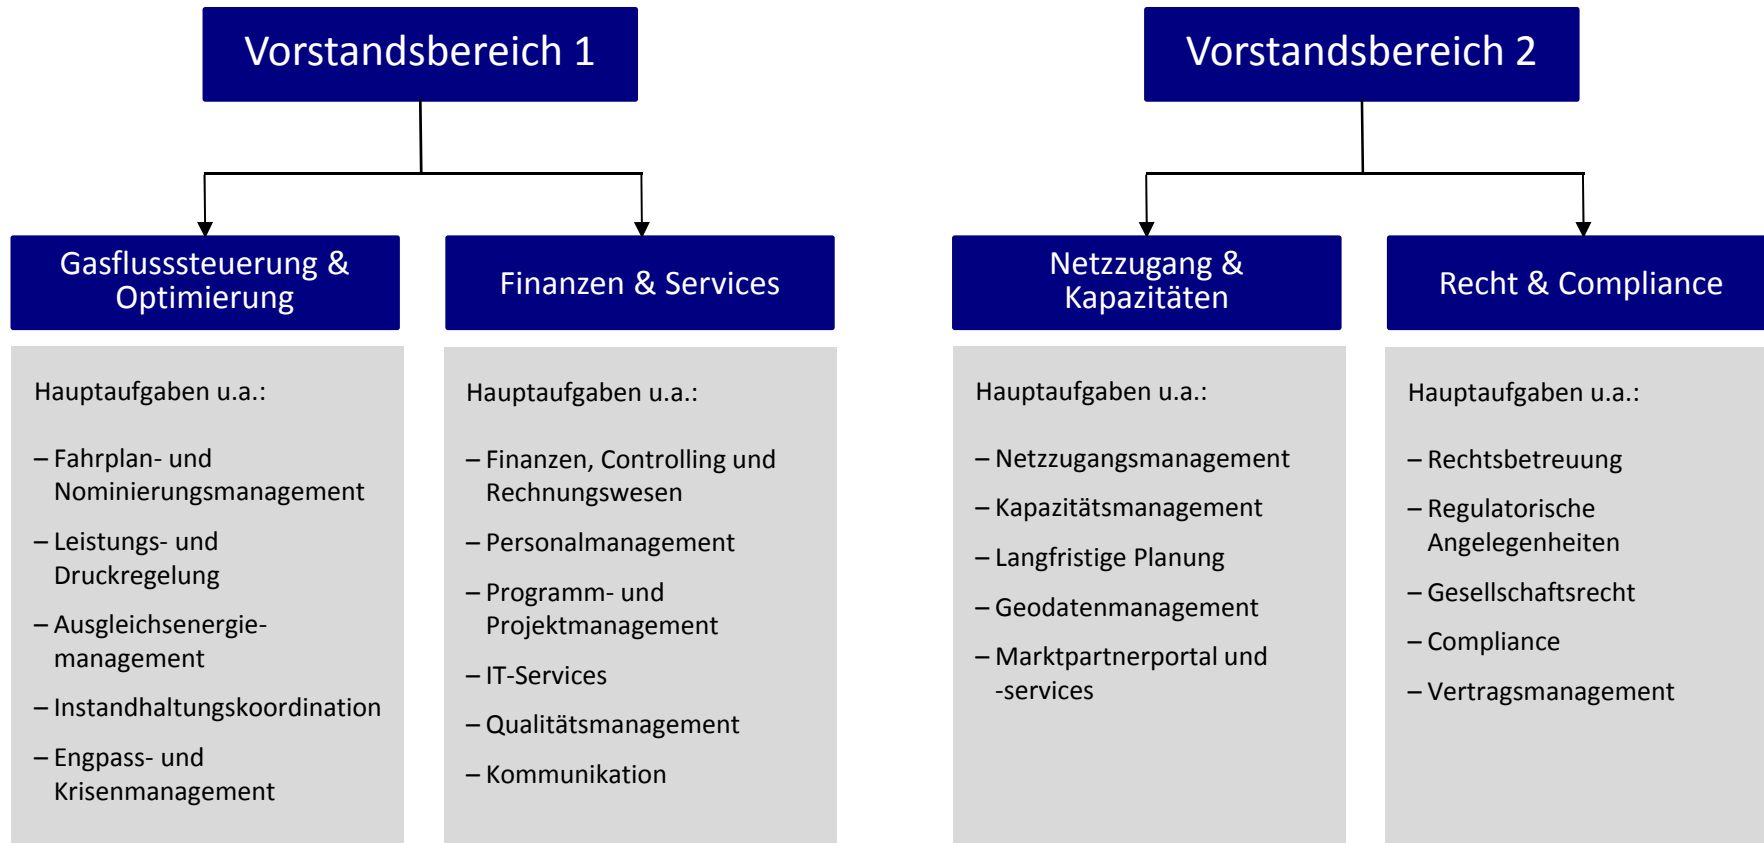 Vorstandsbereich 1
Vorstandsbereich 2
Gasflusssteuerung &
Optimierung
Finanzen & Services
Netzzugang &
Kapazitäten
Recht & Compliance
Hauptaufgaben u.a.:
– Fahrplan- und
Nominierungsmanagement
– Leistungs- und
Druckregelung
– Ausgleichsenergie-
management
– Instandhaltungskoordination
– Engpass- und
Krisenmanagement
Hauptaufgaben u.a.:
– Finanzen, Controlling und
Rechnungswesen
– Personalmanagement
– Programm- und
Projektmanagement
– IT-Services
– Qualitätsmanagement
– Kommunikation
Hauptaufgaben u.a.:
– Netzzugangsmanagement
– Kapazitätsmanagement
– Langfristige Planung
– Geodatenmanagement
– Marktpartnerportal und
-services
Hauptaufgaben u.a.:
– Rechtsbetreuung
– Regulatorische
Angelegenheiten
– Gesellschaftsrecht
– Compliance
– Vertragsmanagement